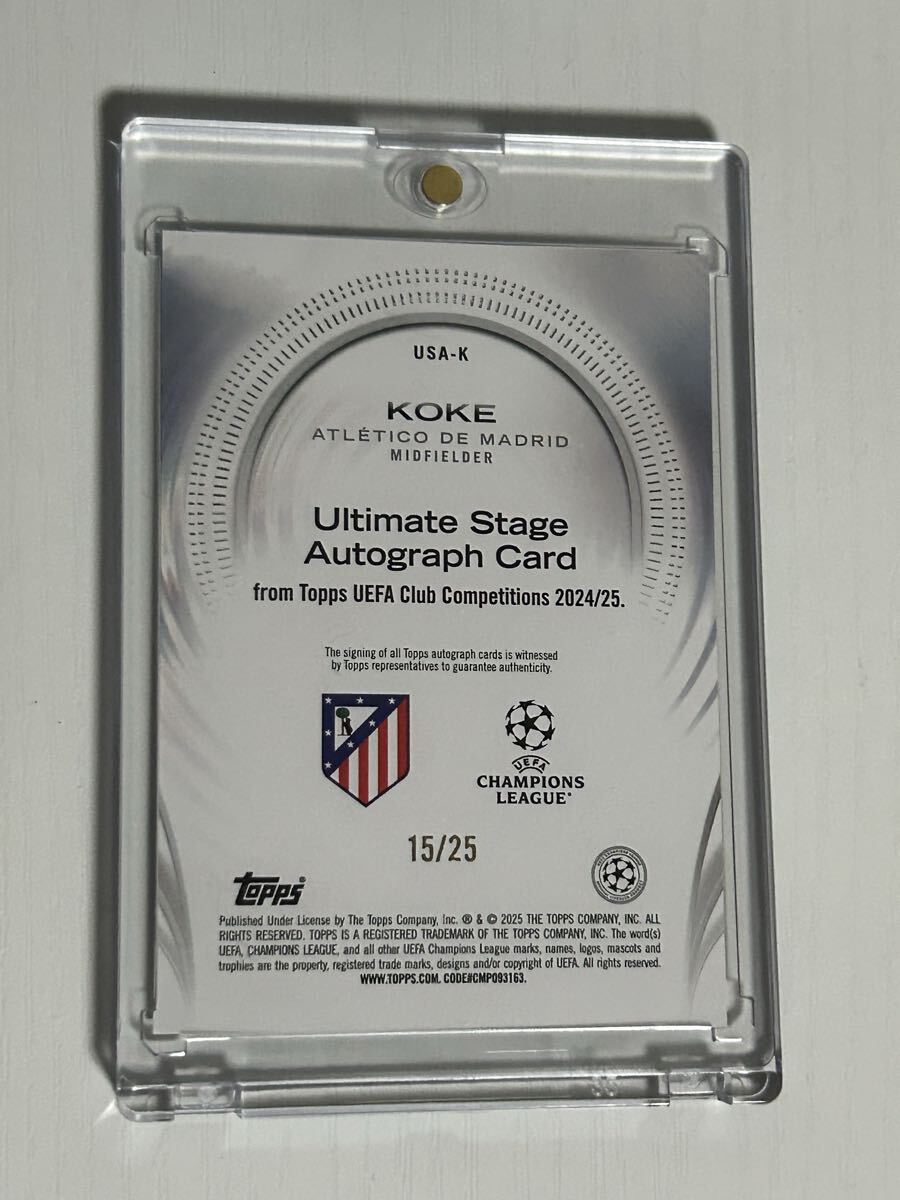 USA-K
KOKE
ATLÉTICO DE MADRID
MIDFIELDER
Ultimate Stage
Autograph Card
from Topps UEFA Club Competitions 2024/25.
The signing of all Topps autograph cards is witnessed
by Topps representatives to guarantee authenticity.
UEFA
CHAMPIONS
LEAGUE®
15/25
topps®
Published Under License by The Topps Company, Inc. ® & © 2025 THE TOPPS COMPANY, INC. ALL
RIGHTS RESERVED. TOPPS IS A REGISTERED TRADEMARK OF THE TOPPS COMPANY, INC. The word(s)
UEFA, CHAMPIONS LEAGUE, and all other UEFA Champions League marks, names, logos, mascots and
trophies are the property, registered trade marks, designs and/or copyright of UEFA. All rights reserved.
WWW.TOPPS.COM. CODE#CMP093163.